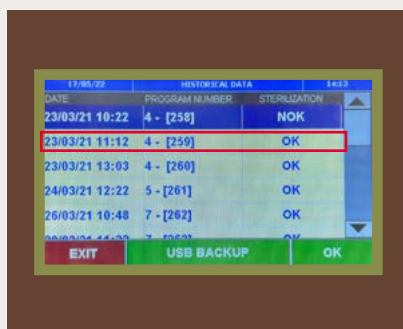 17/05/22 HISTORICAL DATA 14:13
DATE PROGRAM NUMBER STERILIZATION
23/03/21 10:22 4 - [258] NOK
23/03/21 11:12 4 - [259] OK
23/03/21 13:03 4 - [260] OK
24/03/21 12:22 5 - [261] OK
26/03/21 10:48 7 - [262] OK
EXIT USB BACKUP OK